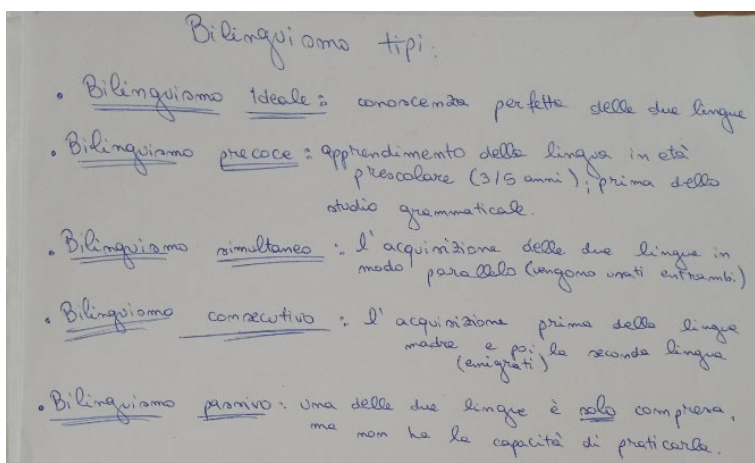 Bilinguismo tipi:
• Bilinguismo Ideale: conoscenza perfetta delle due lingue
• Bilinguismo precoce: apprendimento della lingua in età
prescolare (3/5 anni); prima dello
studio grammaticale.
• Bilinguismo simultaneo: l'acquisizione delle due lingue in
modo parallelo (vengono usati entrambi)
• Bilinguismo consecutivo: l'acquisizione prima della lingua
madre e poi la seconda lingua
(emigrati)
• Bilinguismo passivo: una delle due lingue è solo compresa,
ma non ha la capacità di praticarla.